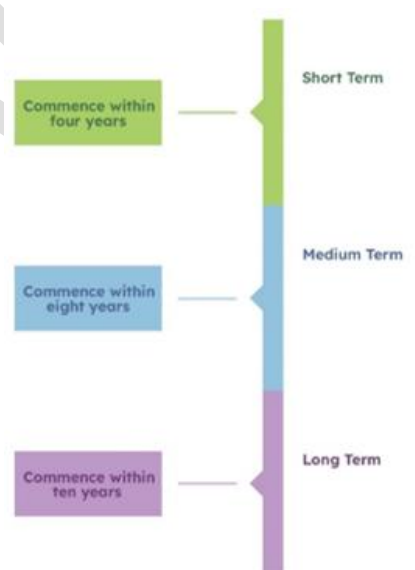 Short Term
Commence within
four years
Medium Term
Commence within
eight years
Long Term
Commence within
ten years